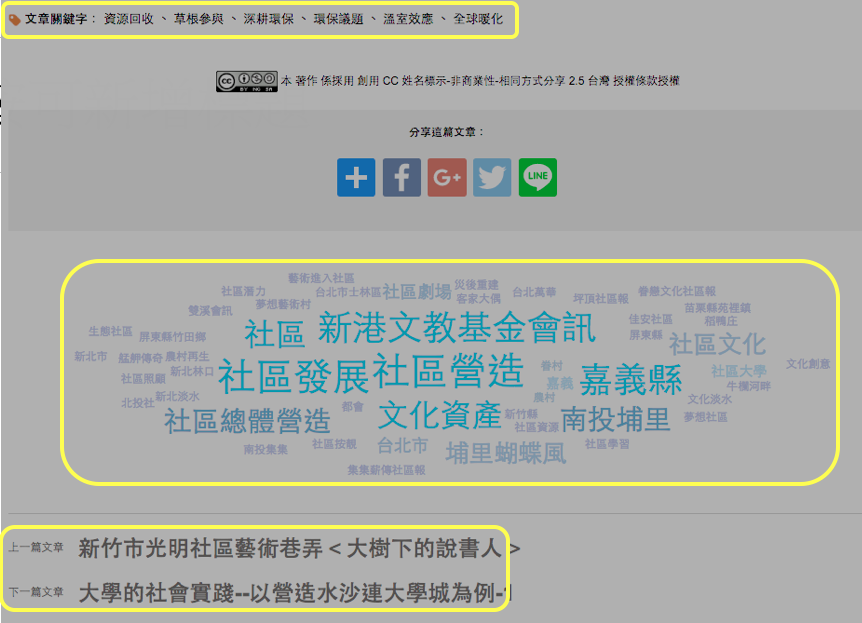 文章關鍵字： 資源回收 、 草根參與 、 深耕環保 、 環保議題 、 溫室效應 、 全球暖化
cc BY NC SA 本 著作 係採用 創用 CC 姓名標示-非商業性-相同方式分享 2.5 台灣 授權條款授權
分享這篇文章：
f G+ LINE
藝術進入社區
社區潛力 台北市士林區 社區劇場 災後重建
客家大偶 台北萬華 坪頂社區報 眷戀文化社區報
雙溪會訊 夢想藝術村 苗栗縣苑裡鎮
生態社區 屏東縣竹田鄉 社區 新港文教基金會訊 佳安社區 稻鴨庄
屏東縣 社區文化
新北市 艋舺傳奇 農村再生 社區發展 社區營造 眷村 嘉義縣 社區大學 文化創意
社區照顧 新北林口 嘉義 牛欄河畔
北投社 新北淡水 都會 文化資產 農村 文化淡水
社區總體營造 新竹縣 南投埔里 夢想社區
社區資源
南投集集 社區按靚 台北市 埔里蝴蝶風 社區學習
集集薪傳社區報
上一篇文章 新竹市光明社區藝術巷弄 < 大樹下的說書人 >
下一篇文章 大學的社會實踐--以營造水沙連大學城為例-